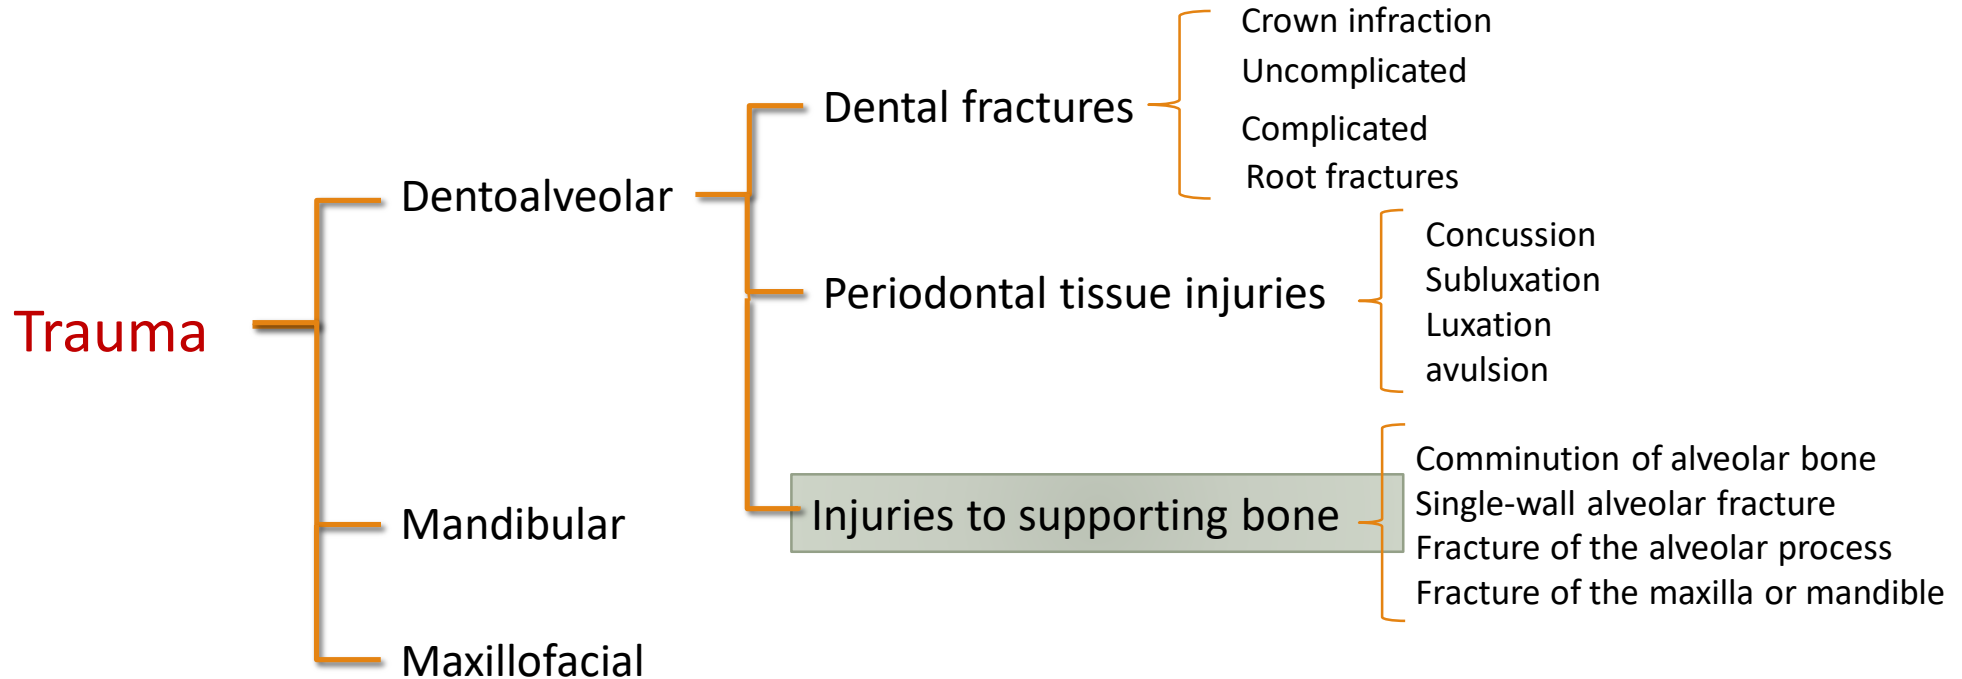 Trauma
Dentoalveolar
Dental fractures
Crown infraction
Uncomplicated
Complicated
Root fractures
Periodontal tissue injuries
Concussion
Subluxation
Luxation
avulsion
Injuries to supporting bone
Comminution of alveolar bone
Single-wall alveolar fracture
Fracture of the alveolar process
Fracture of the maxilla or mandible
Mandibular
Maxillofacial